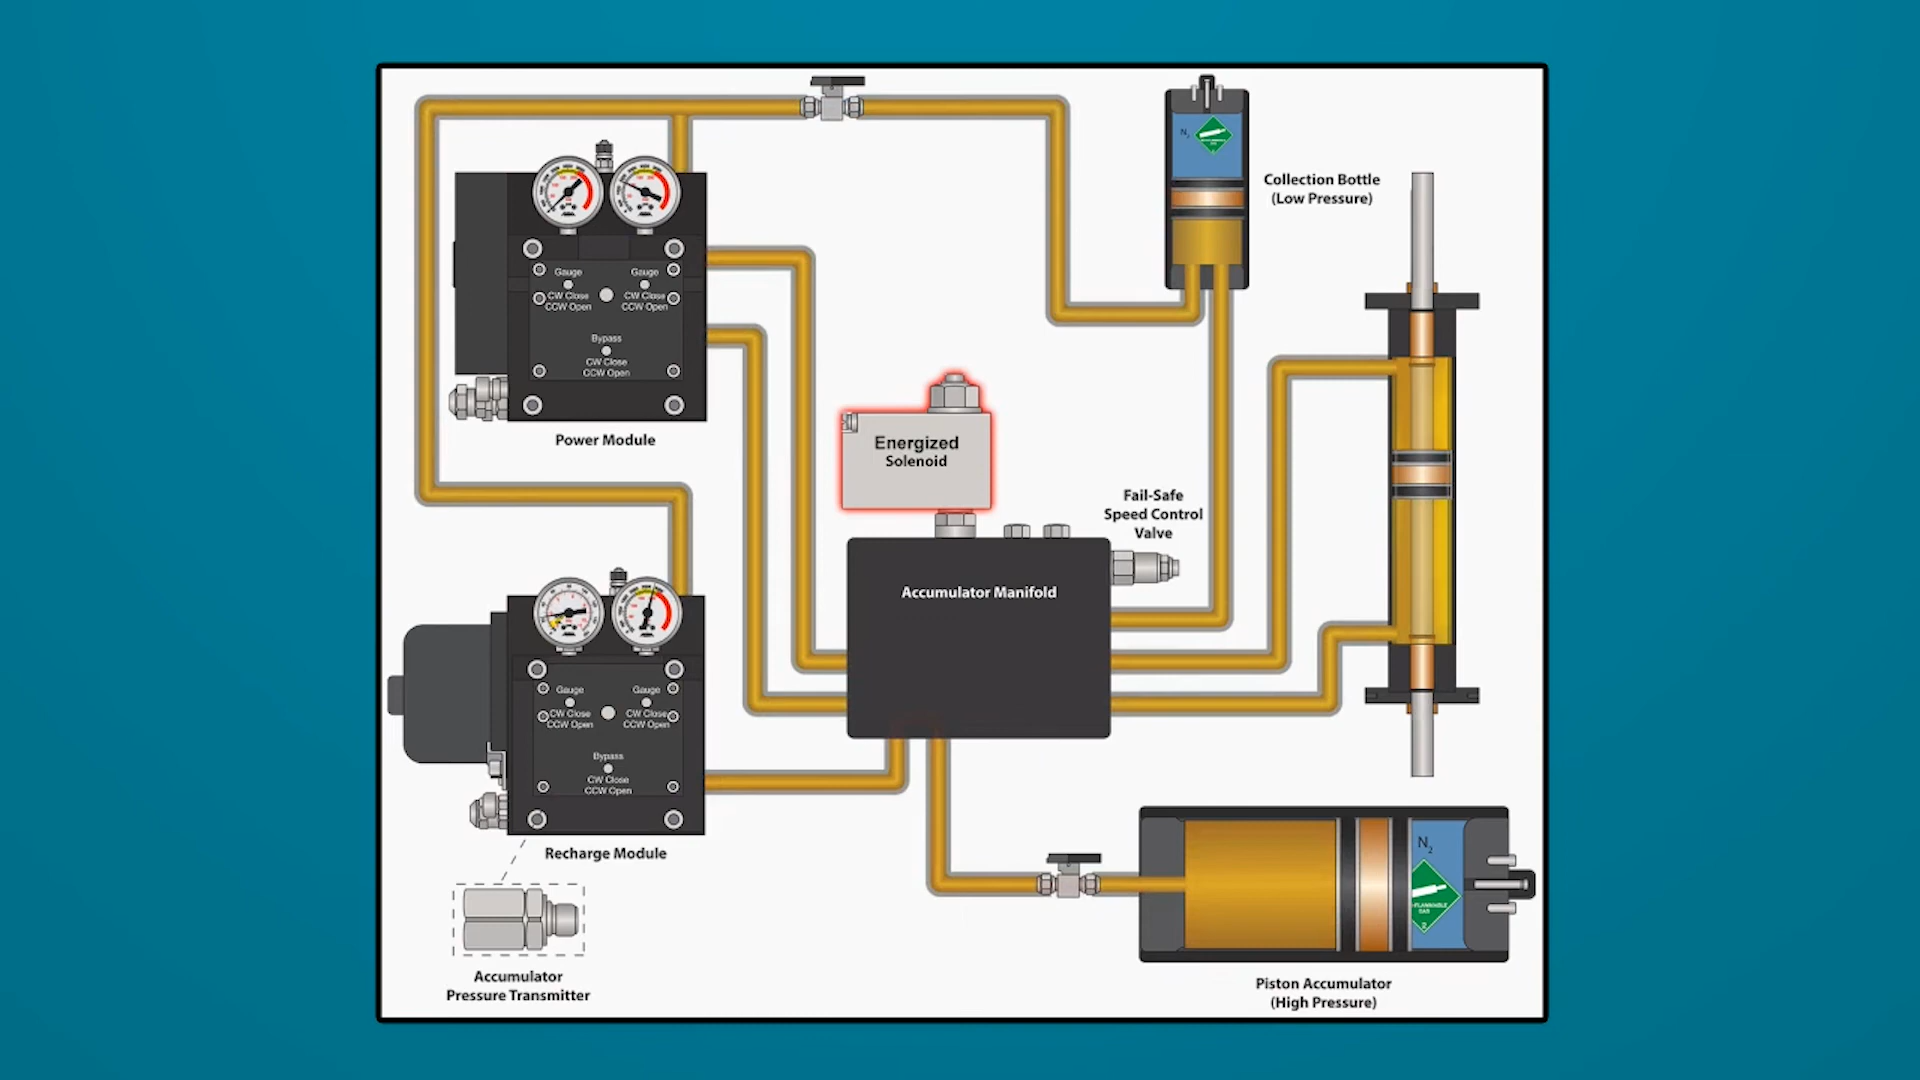 N2
Collection Bottle
(Low Pressure)
Gauge
CW Close
CCW Open
Gauge
CW Close
CCW Open
Bypass
CW Close
CCW Open
Power Module
Energized
Solenoid
Fail-Safe
Speed Control
Valve
Accumulator Manifold
Gauge
CW Close
CCW Open
Gauge
CW Close
CCW Open
Bypass
CW Close
CCW Open
Recharge Module
N2
Accumulator
Pressure Transmitter
Piston Accumulator
(High Pressure)